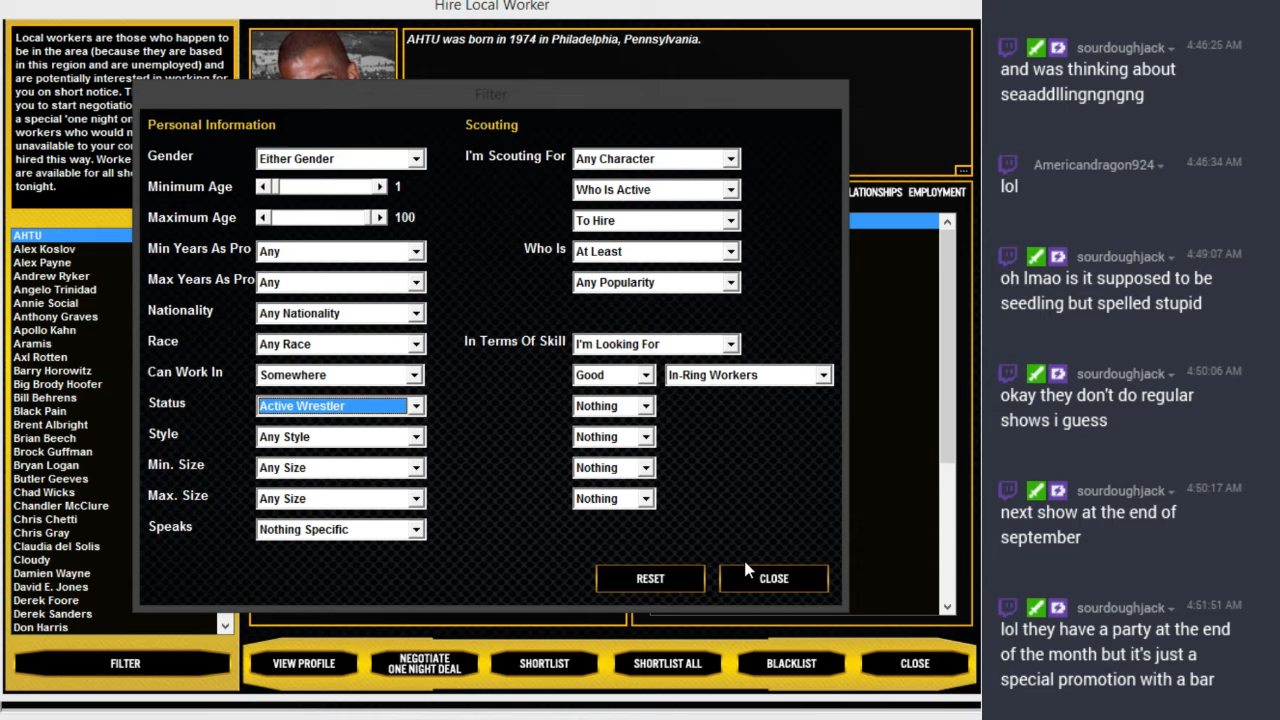 Hire Local Worker
Local workers are those who happen to
be in the area (because they are based
in this region and are unemployed) and
are potentially interested in working for
you on short notice. T
you to start negotiation
a special 'one night on
workers who would n
unavailable to your co
hired this way. Worke
are available for all sh
tonight.
AHTU was born in 1974 in Philadelphia, Pennsylvania.
...
LATIONSHIPS EMPLOYMENT
AHTU
Alex Koslov
Alex Payne
Andrew Ryker
Angelo Trinidad
Annie Social
Anthony Graves
Apollo Kahn
Aramis
Axl Rotten
Barry Horowitz
Big Brody Hoofer
Bill Behrens
Black Pain
Brent Albright
Brian Beech
Brock Guffman
Bryan Logan
Butler Geeves
Chad Wicks
Chandler McClure
Chris Chetti
Chris Gray
Claudia del Solis
Cloudy
Damien Wayne
David E. Jones
Derek Foore
Derek Sanders
Don Harris
Filter
Personal Information
Gender Either Gender
Minimum Age 1
Maximum Age 100
Min Years As Pro Any
Max Years As Pro Any
Nationality Any Nationality
Race Any Race
Can Work In Somewhere
Status Active Wrestler
Style Any Style
Min. Size Any Size
Max. Size Any Size
Speaks Nothing Specific
Scouting
I'm Scouting For Any Character
Who Is Active
To Hire
Who Is At Least
Any Popularity
In Terms Of Skill I'm Looking For
Good In-Ring Workers
Nothing
Nothing
Nothing
Nothing
RESET CLOSE
FILTER
VIEW PROFILE
NEGOTIATE
ONE NIGHT DEAL
SHORTLIST
SHORTLIST ALL
BLACKLIST
CLOSE
sourdoughjack 4:46:25 AM
and was thinking about
seaaddllingngngng
Americandragon924 4:46:34 AM
lol
sourdoughjack 4:49:07 AM
oh lmao is it supposed to be
seedling but spelled stupid
sourdoughjack 4:50:06 AM
okay they don't do regular
shows i guess
sourdoughjack 4:50:17 AM
next show at the end of
september
sourdoughjack 4:51:51 AM
lol they have a party at the end
of the month but it's just a
special promotion with a bar